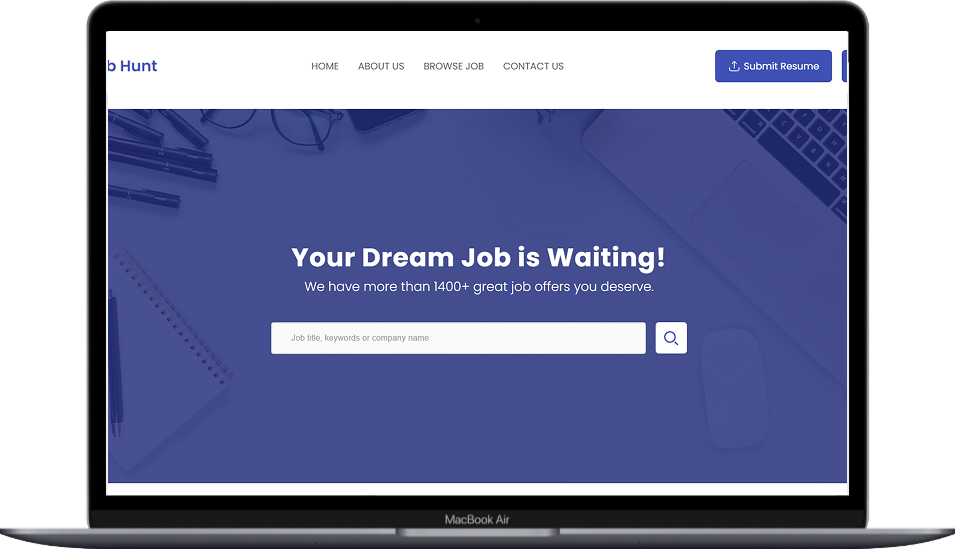 b Hunt
HOME ABOUT US BROWSE JOB CONTACT US
Submit Resume
Your Dream Job is Waiting!
We have more than 1400+ great job offers you deserve.
Job title, keywords or company name
MacBook Air